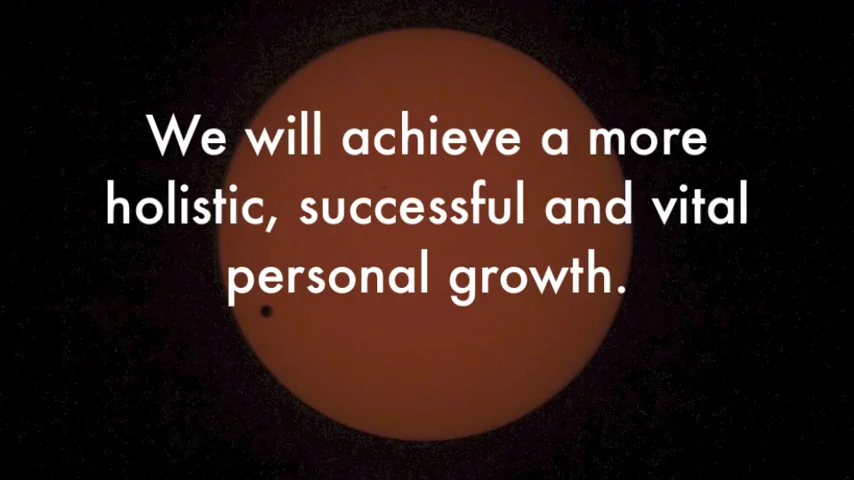 We will achieve a more
holistic, successful and vital
personal growth.